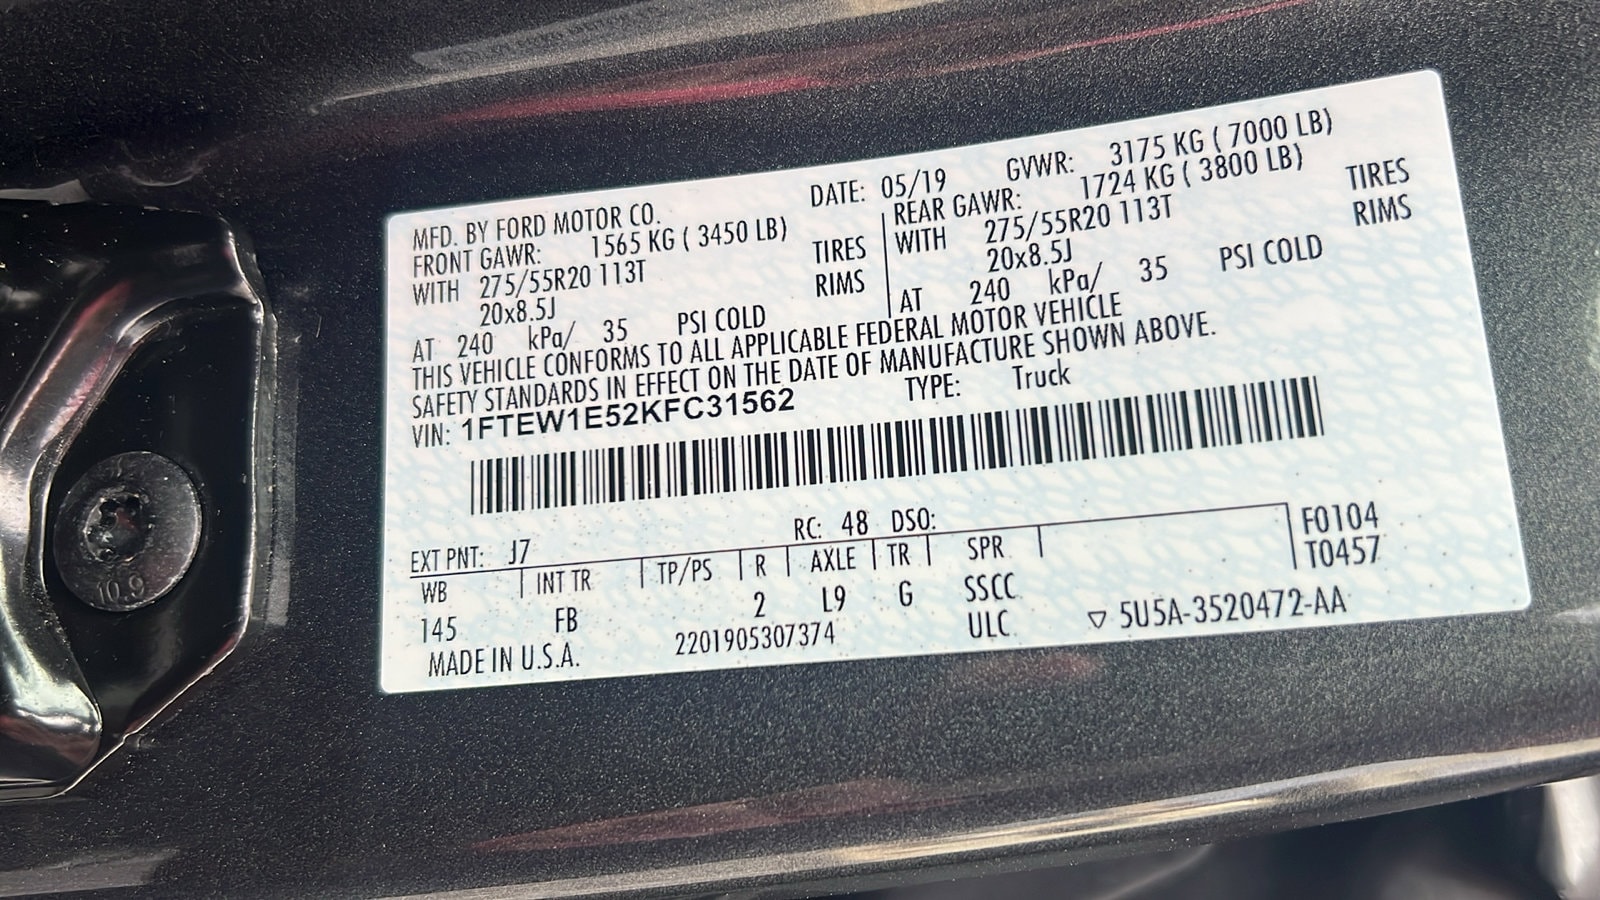 MFD. BY FORD MOTOR CO.
DATE: 05/19
GVWR: 3175 KG ( 7000 LB)
FRONT GAWR: 1565 KG ( 3450 LB)
WITH 275/55R20 113T TIRES
20x8.5J RIMS
AT 240 kPa/ 35 PSI COLD
REAR GAWR: 1724 KG ( 3800 LB)
WITH 275/55R20 113T TIRES
20x8.5J RIMS
AT 240 kPa/ 35 PSI COLD
THIS VEHICLE CONFORMS TO ALL APPLICABLE FEDERAL MOTOR VEHICLE
SAFETY STANDARDS IN EFFECT ON THE DATE OF MANUFACTURE SHOWN ABOVE.
VIN: 1FTEW1E52KFC31562 TYPE: Truck
EXT PNT: J7 RC: 48 DSO: F0104
WB INT TR TP/PS R AXLE TR SPR T0457
145 FB 2 L9 G SSCC
ULC ▽ 5U5A-3520472-AA
MADE IN U.S.A. 2201905307374
10.9